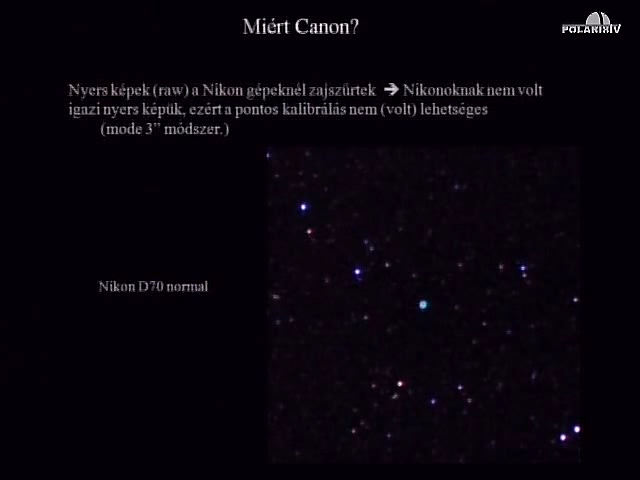 Miért Canon?
POLARIXIV
Nyers képek (raw) a Nikon gépeknél zajszűrtek ➔ Nikonoknak nem volt
igazi nyers képük, ezért a pontos kalibrálás nem (volt) lehetséges
(mode 3” módszer.)
Nikon D70 normal